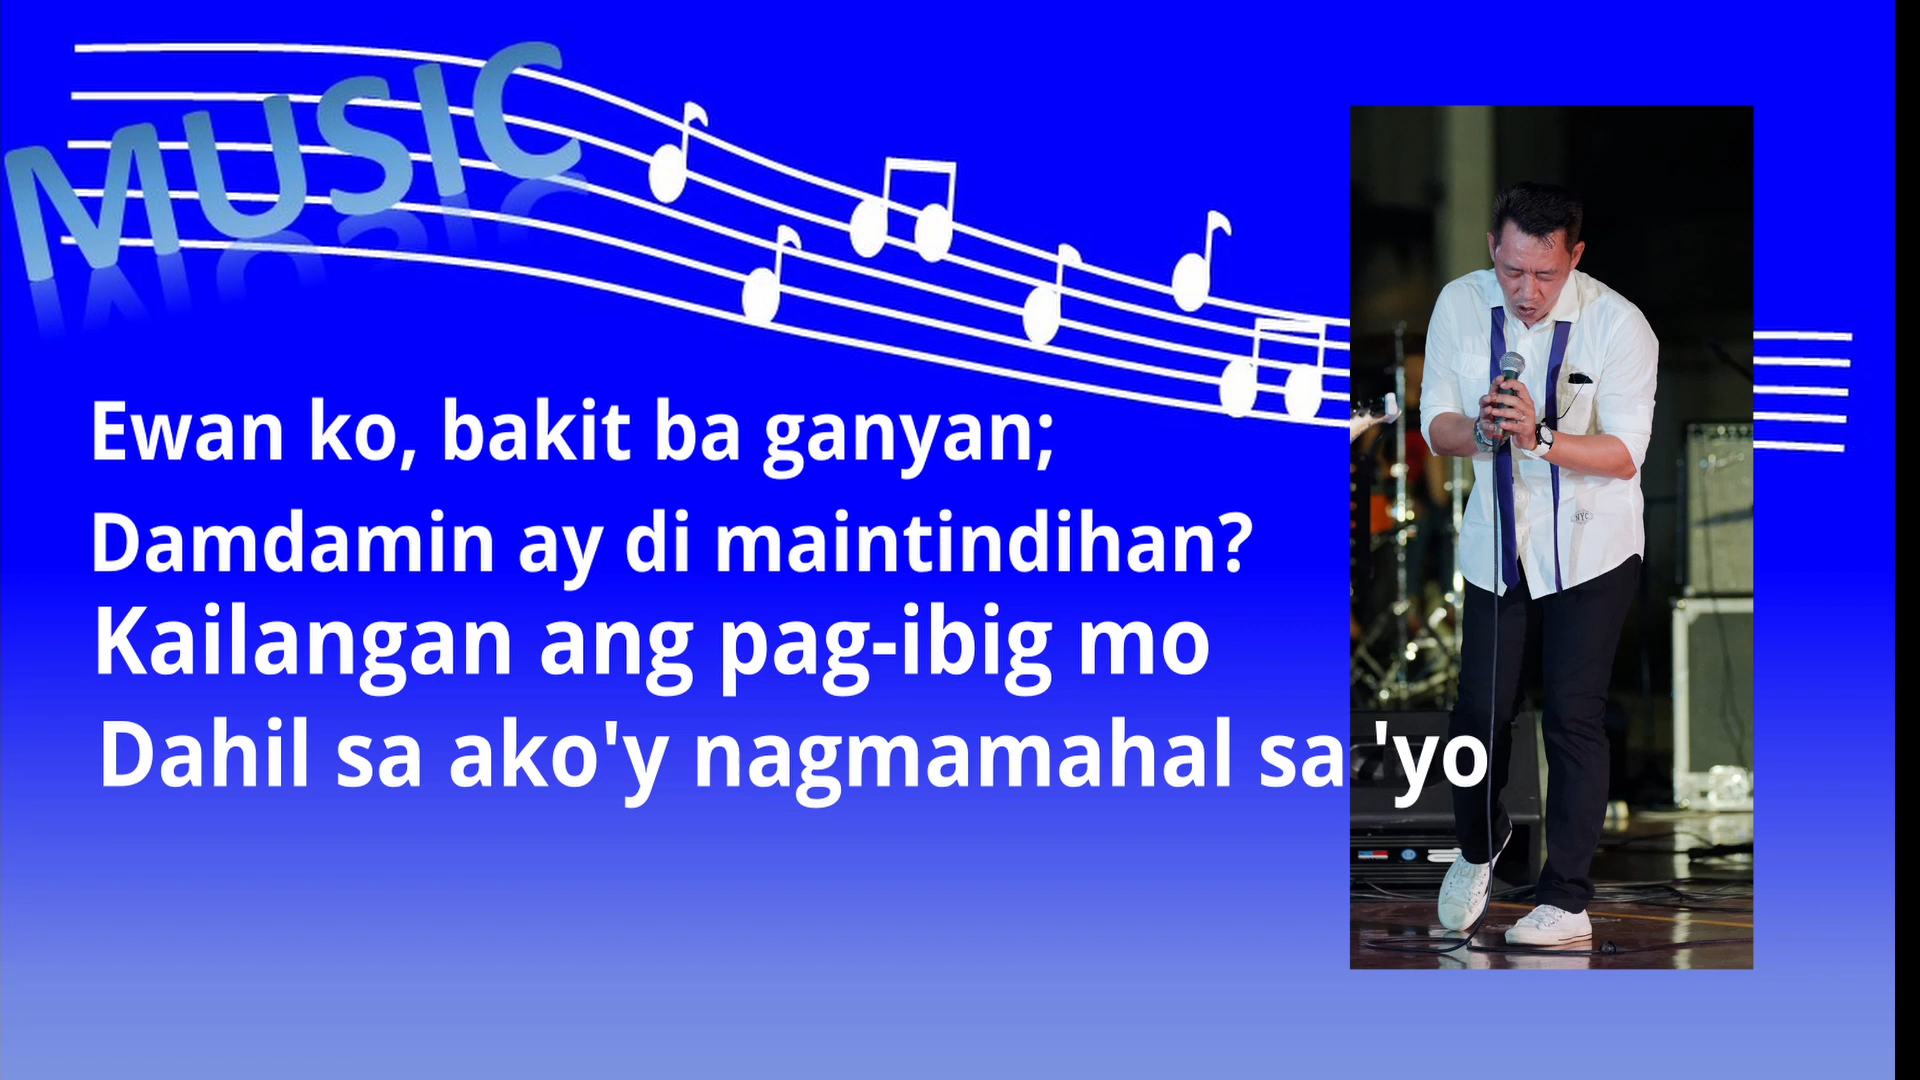 MUSIC
Ewan ko, bakit ba ganyan;
Damdamin ay di maintindihan?
Kailangan ang pag-ibig mo
Dahil sa ako'y nagmamahal sa 'yo
NYC